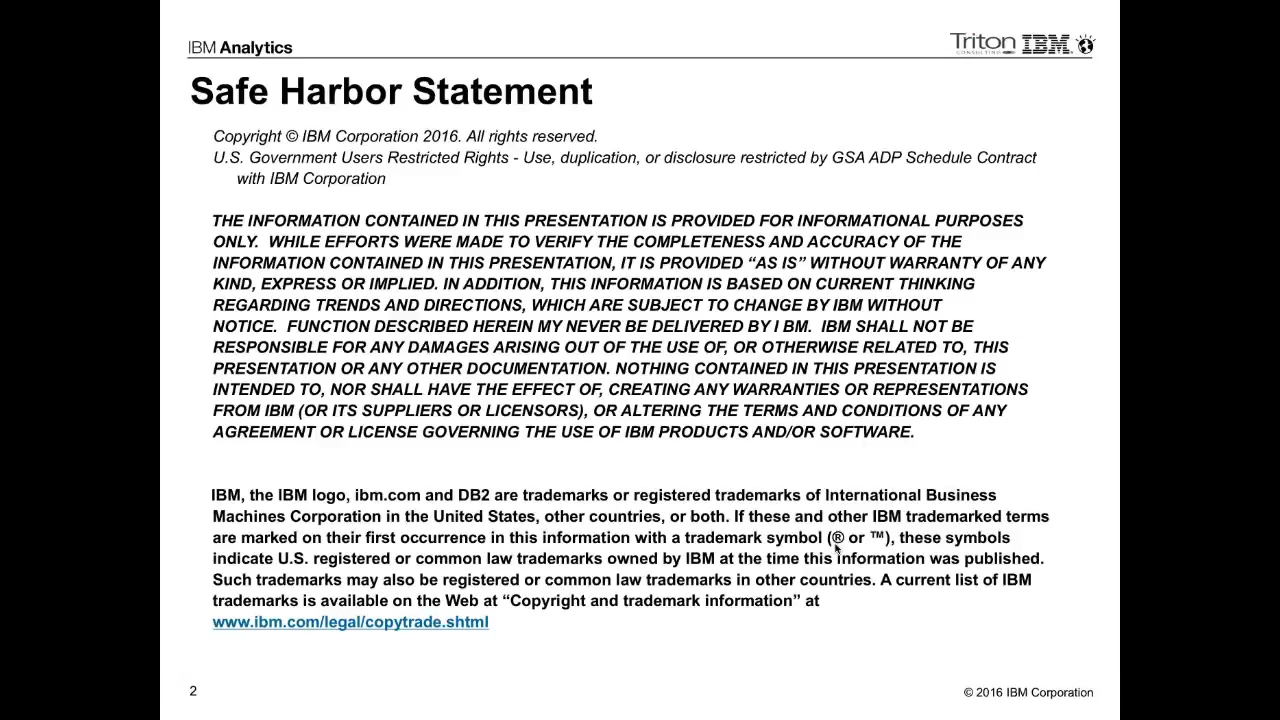 IBM Analytics
Triton
CONSULTING
IBM
Safe Harbor Statement
Copyright © IBM Corporation 2016. All rights reserved.
U.S. Government Users Restricted Rights - Use, duplication, or disclosure restricted by GSA ADP Schedule Contract
with IBM Corporation
THE INFORMATION CONTAINED IN THIS PRESENTATION IS PROVIDED FOR INFORMATIONAL PURPOSES
ONLY.  WHILE EFFORTS WERE MADE TO VERIFY THE COMPLETENESS AND ACCURACY OF THE
INFORMATION CONTAINED IN THIS PRESENTATION, IT IS PROVIDED “AS IS” WITHOUT WARRANTY OF ANY
KIND, EXPRESS OR IMPLIED. IN ADDITION, THIS INFORMATION IS BASED ON CURRENT THINKING
REGARDING TRENDS AND DIRECTIONS, WHICH ARE SUBJECT TO CHANGE BY IBM WITHOUT
NOTICE.  FUNCTION DESCRIBED HEREIN MY NEVER BE DELIVERED BY I BM.  IBM SHALL NOT BE
RESPONSIBLE FOR ANY DAMAGES ARISING OUT OF THE USE OF, OR OTHERWISE RELATED TO, THIS
PRESENTATION OR ANY OTHER DOCUMENTATION. NOTHING CONTAINED IN THIS PRESENTATION IS
INTENDED TO, NOR SHALL HAVE THE EFFECT OF, CREATING ANY WARRANTIES OR REPRESENTATIONS
FROM IBM (OR ITS SUPPLIERS OR LICENSORS), OR ALTERING THE TERMS AND CONDITIONS OF ANY
AGREEMENT OR LICENSE GOVERNING THE USE OF IBM PRODUCTS AND/OR SOFTWARE.
IBM, the IBM logo, ibm.com and DB2 are trademarks or registered trademarks of International Business
Machines Corporation in the United States, other countries, or both. If these and other IBM trademarked terms
are marked on their first occurrence in this information with a trademark symbol (® or ™), these symbols
indicate U.S. registered or common law trademarks owned by IBM at the time this information was published.
Such trademarks may also be registered or common law trademarks in other countries. A current list of IBM
trademarks is available on the Web at “Copyright and trademark information” at
www.ibm.com/legal/copytrade.shtml
2
© 2016 IBM Corporation